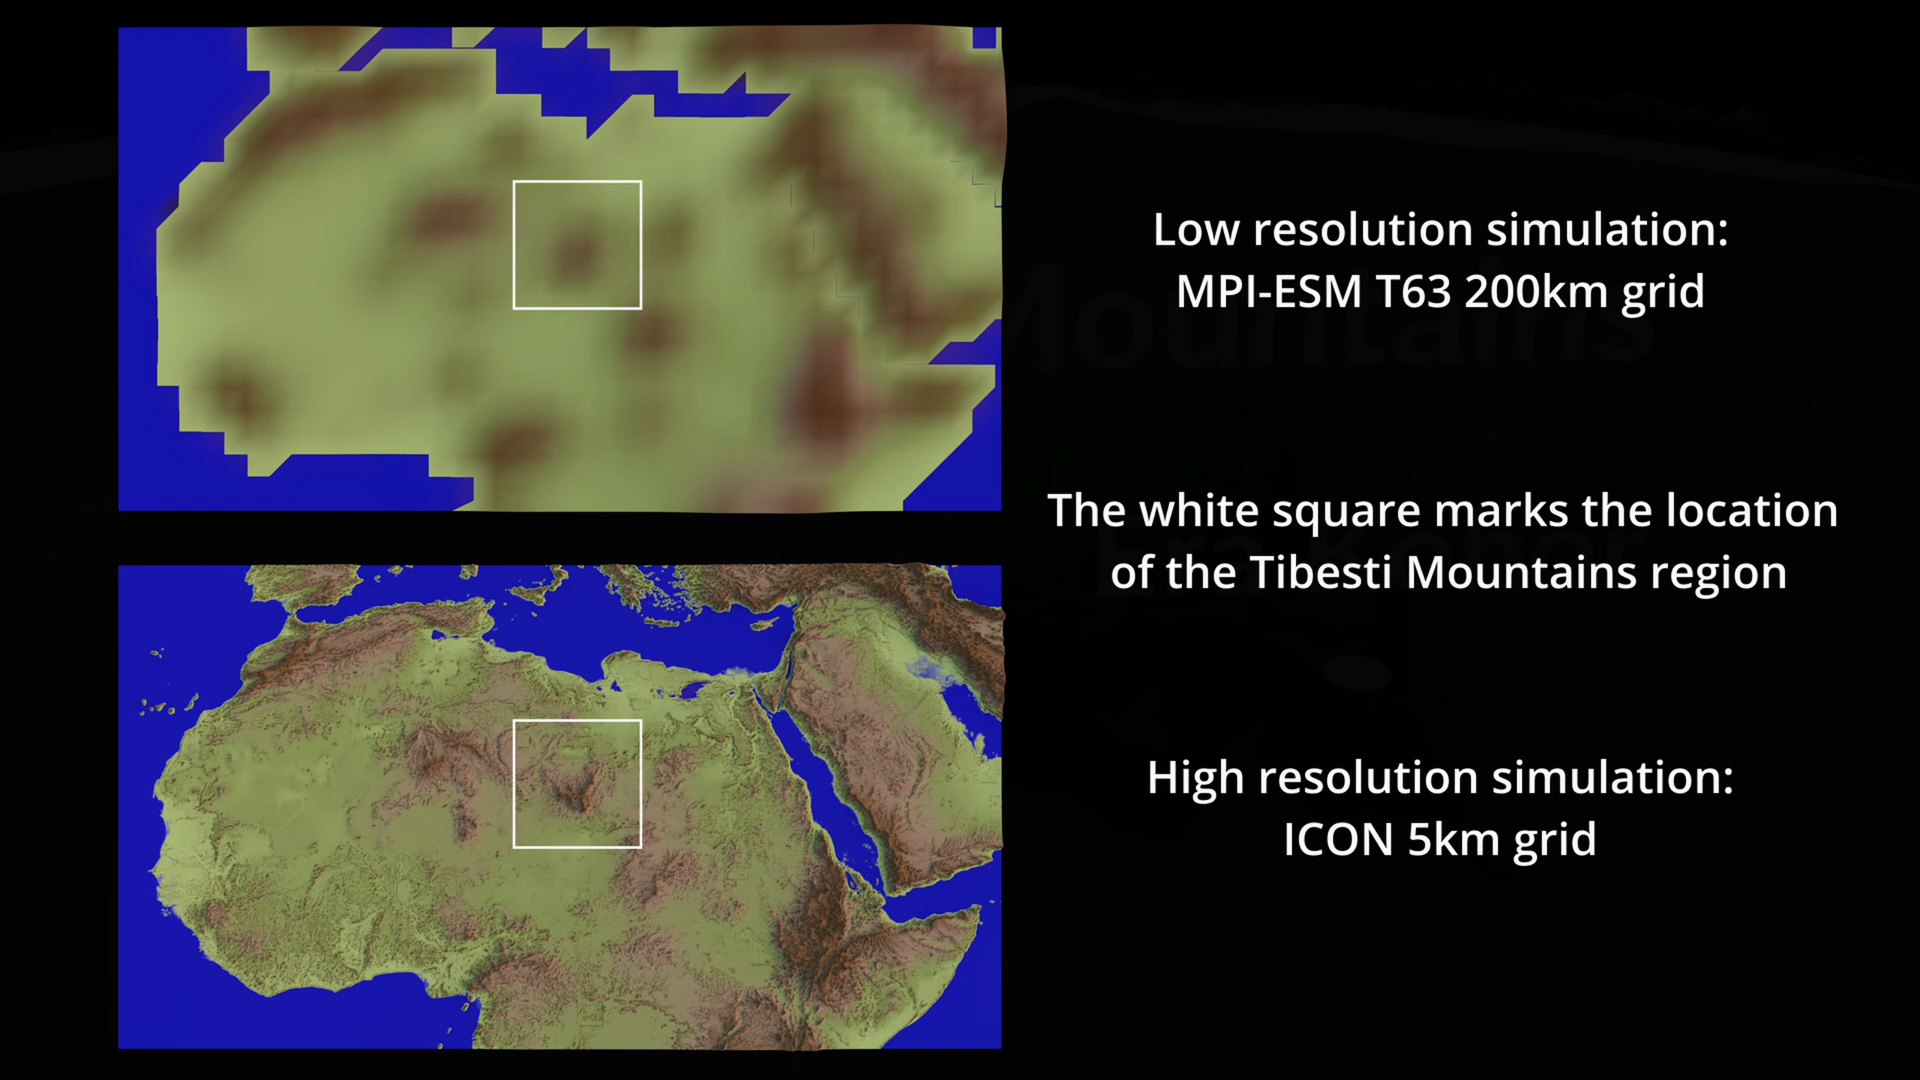 Low resolution simulation:
MPI-ESM T63 200km grid
The white square marks the location
of the Tibesti Mountains region
High resolution simulation:
ICON 5km grid